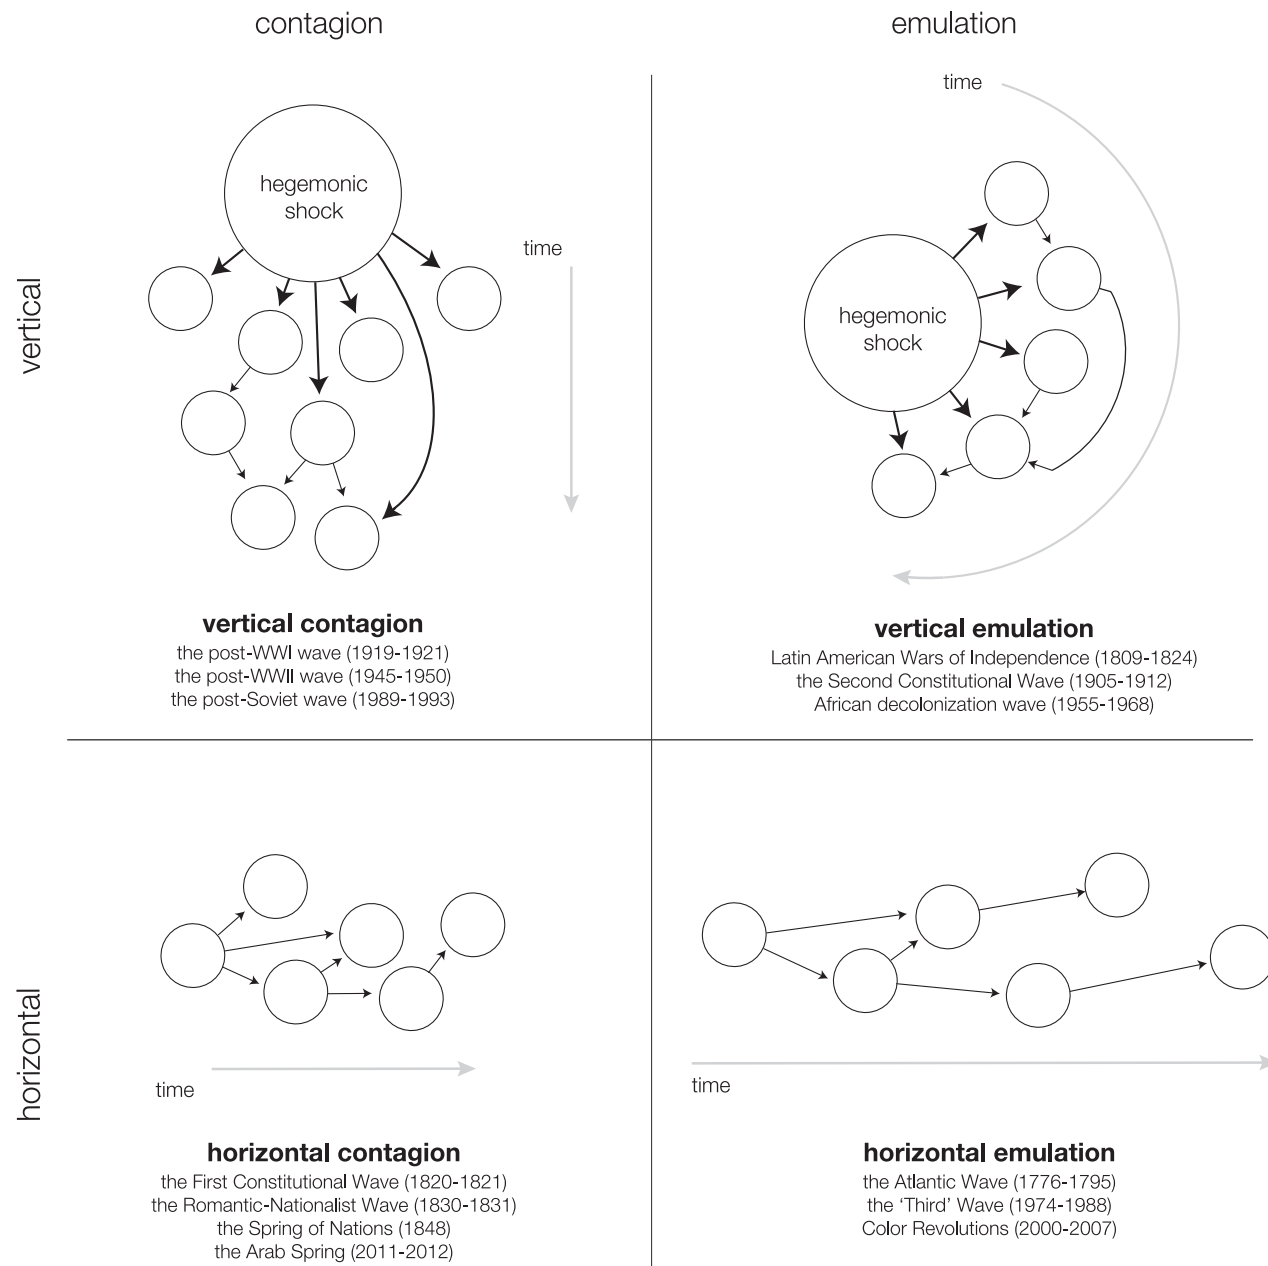 contagion
emulation
vertical
hegemonic
shock
time
vertical contagion
the post-WWI wave (1919-1921)
the post-WWII wave (1945-1950)
the post-Soviet wave (1989-1993)
time
hegemonic
shock
vertical emulation
Latin American Wars of Independence (1809-1824)
the Second Constitutional Wave (1905-1912)
African decolonization wave (1955-1968)
horizontal
time
horizontal contagion
the First Constitutional Wave (1820-1821)
the Romantic-Nationalist Wave (1830-1831)
the Spring of Nations (1848)
the Arab Spring (2011-2012)
time
horizontal emulation
the Atlantic Wave (1776-1795)
the ‘Third’ Wave (1974-1988)
Color Revolutions (2000-2007)